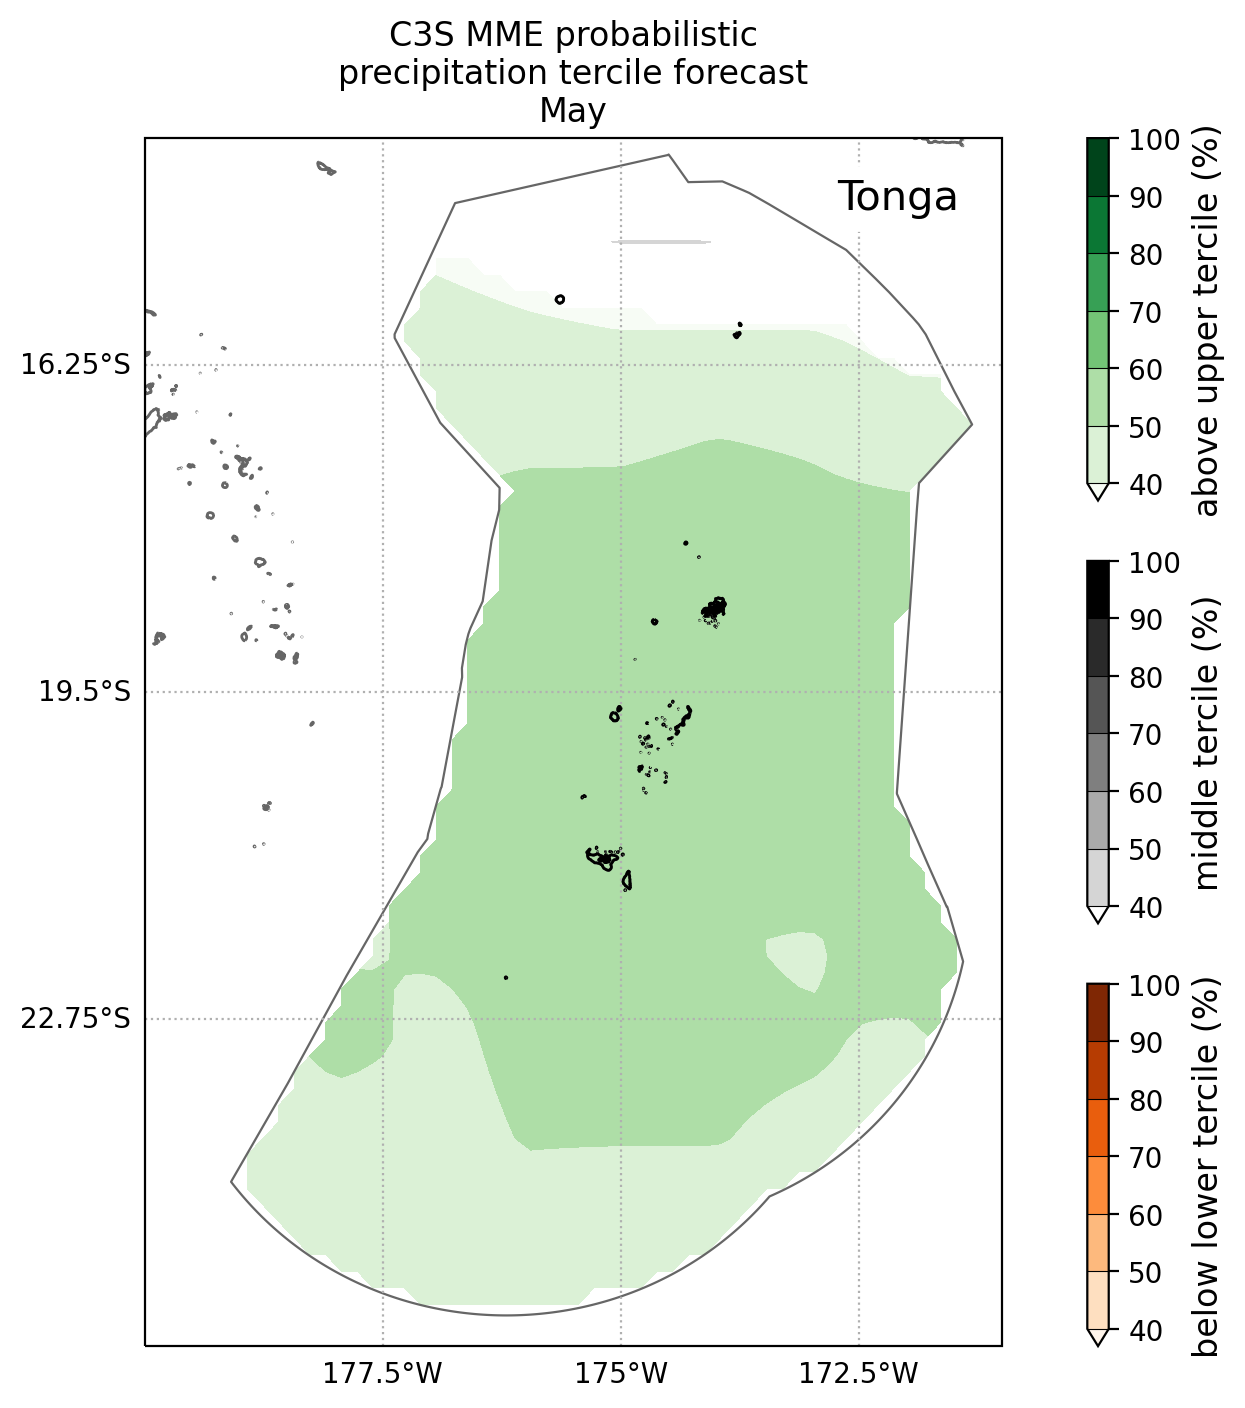 C3S MME probabilistic
precipitation tercile forecast
May
Tonga
16.25°S
19.5°S
22.75°S
177.5°W
175°W
172.5°W
100
90
80
70
60
50
40
above upper tercile (%)
100
90
80
70
60
50
40
middle tercile (%)
100
90
80
70
60
50
40
below lower tercile (%)